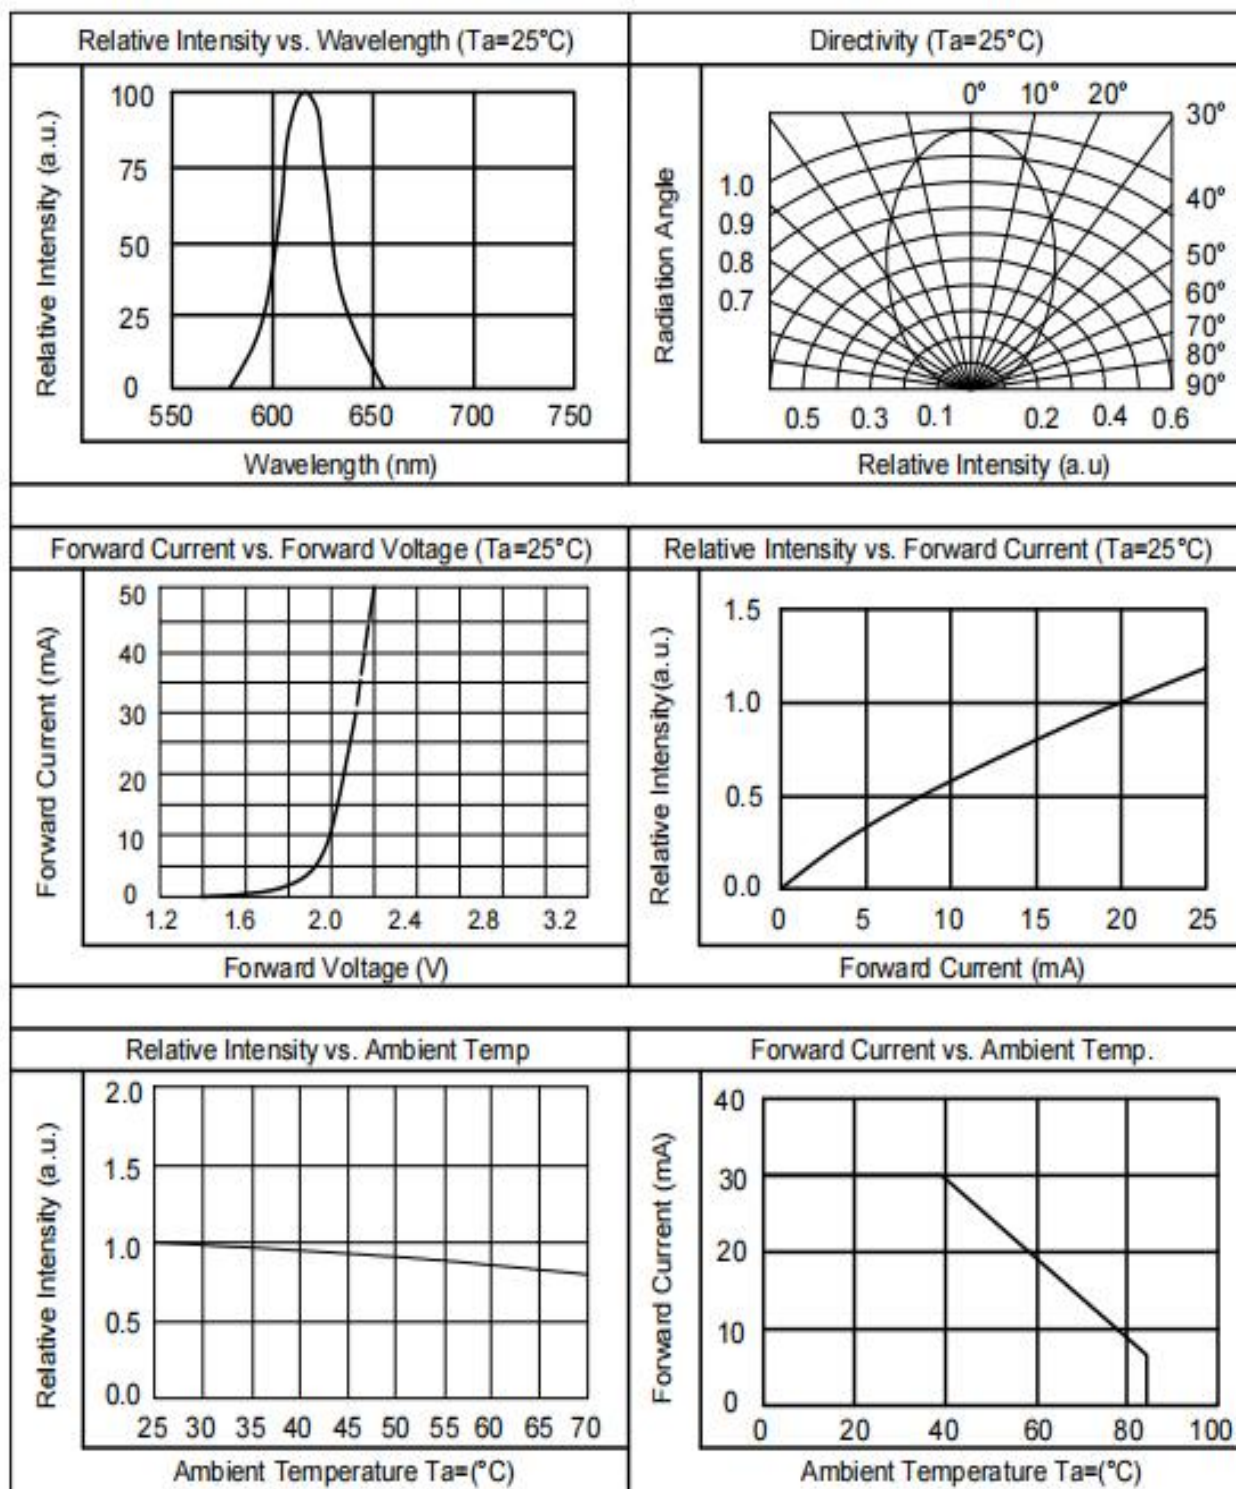 Relative Intensity vs. Wavelength (Ta=25°C)
Relative Intensity (a.u.)
100
75
50
25
0
550 600 650 700 750
Wavelength (nm)
Directivity (Ta=25°C)
Radiation Angle
0° 10° 20°
30°
40°
50°
60°
70°
80°
90°
1.0
0.9
0.8
0.7
0.5 0.3 0.1 0.2 0.4 0.6
Relative Intensity (a.u)
Forward Current vs. Forward Voltage (Ta=25°C)
Forward Current (mA)
50
40
30
20
10
0
1.2 1.6 2.0 2.4 2.8 3.2
Forward Voltage (V)
Relative Intensity vs. Forward Current (Ta=25°C)
Relative Intensity(a.u.)
1.5
1.0
0.5
0.0
0 5 10 15 20 25
Forward Current (mA)
Relative Intensity vs. Ambient Temp
Relative Intensity (a.u.)
2.0
1.5
1.0
0.5
0.0
25 30 35 40 45 50 55 60 65 70
Ambient Temperature Ta=(°C)
Forward Current vs. Ambient Temp.
Forward Current (mA)
40
30
20
10
0
0 20 40 60 80 100
Ambient Temperature Ta=(°C)